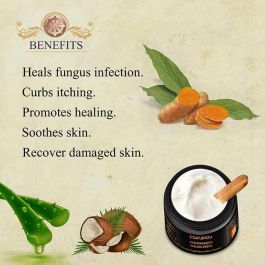 BENEFITS
Heals fungus infection.
Curbs itching.
Promotes healing.
Soothes skin.
Recover damaged skin.